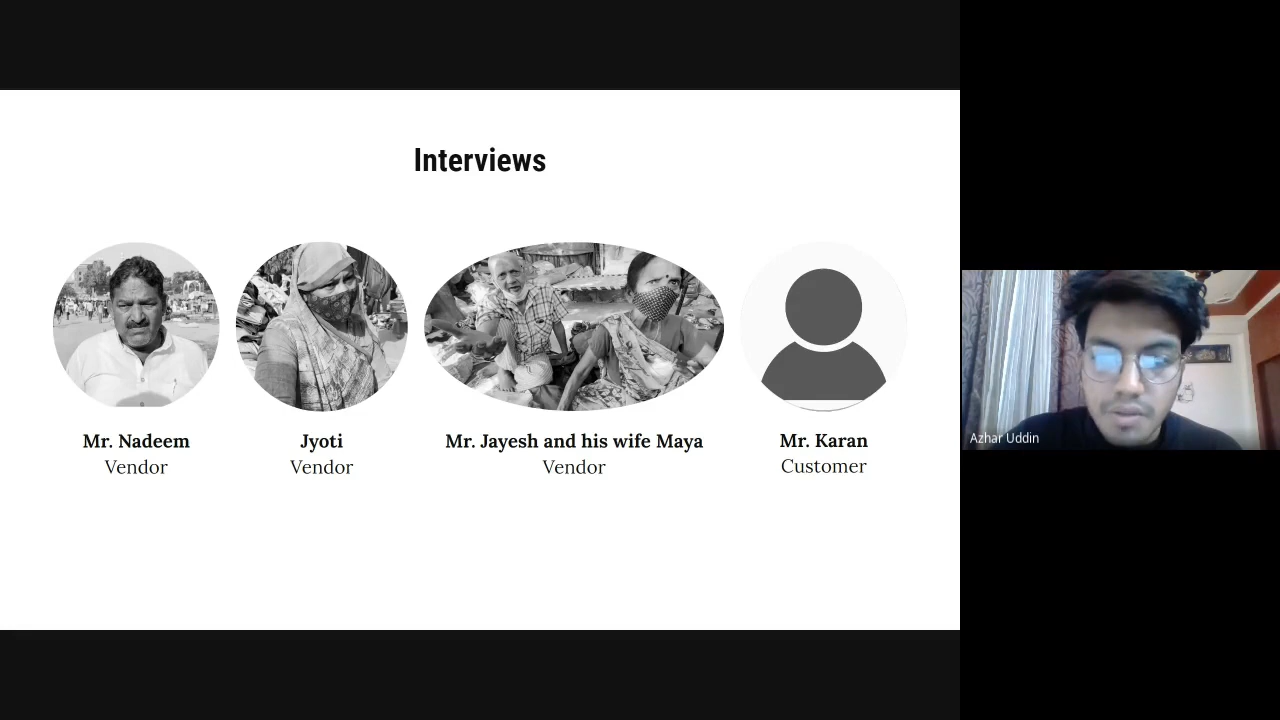 Interviews
Mr. Nadeem
Vendor
Jyoti
Vendor
Mr. Jayesh and his wife Maya
Vendor
Mr. Karan
Customer
Azhar Uddin